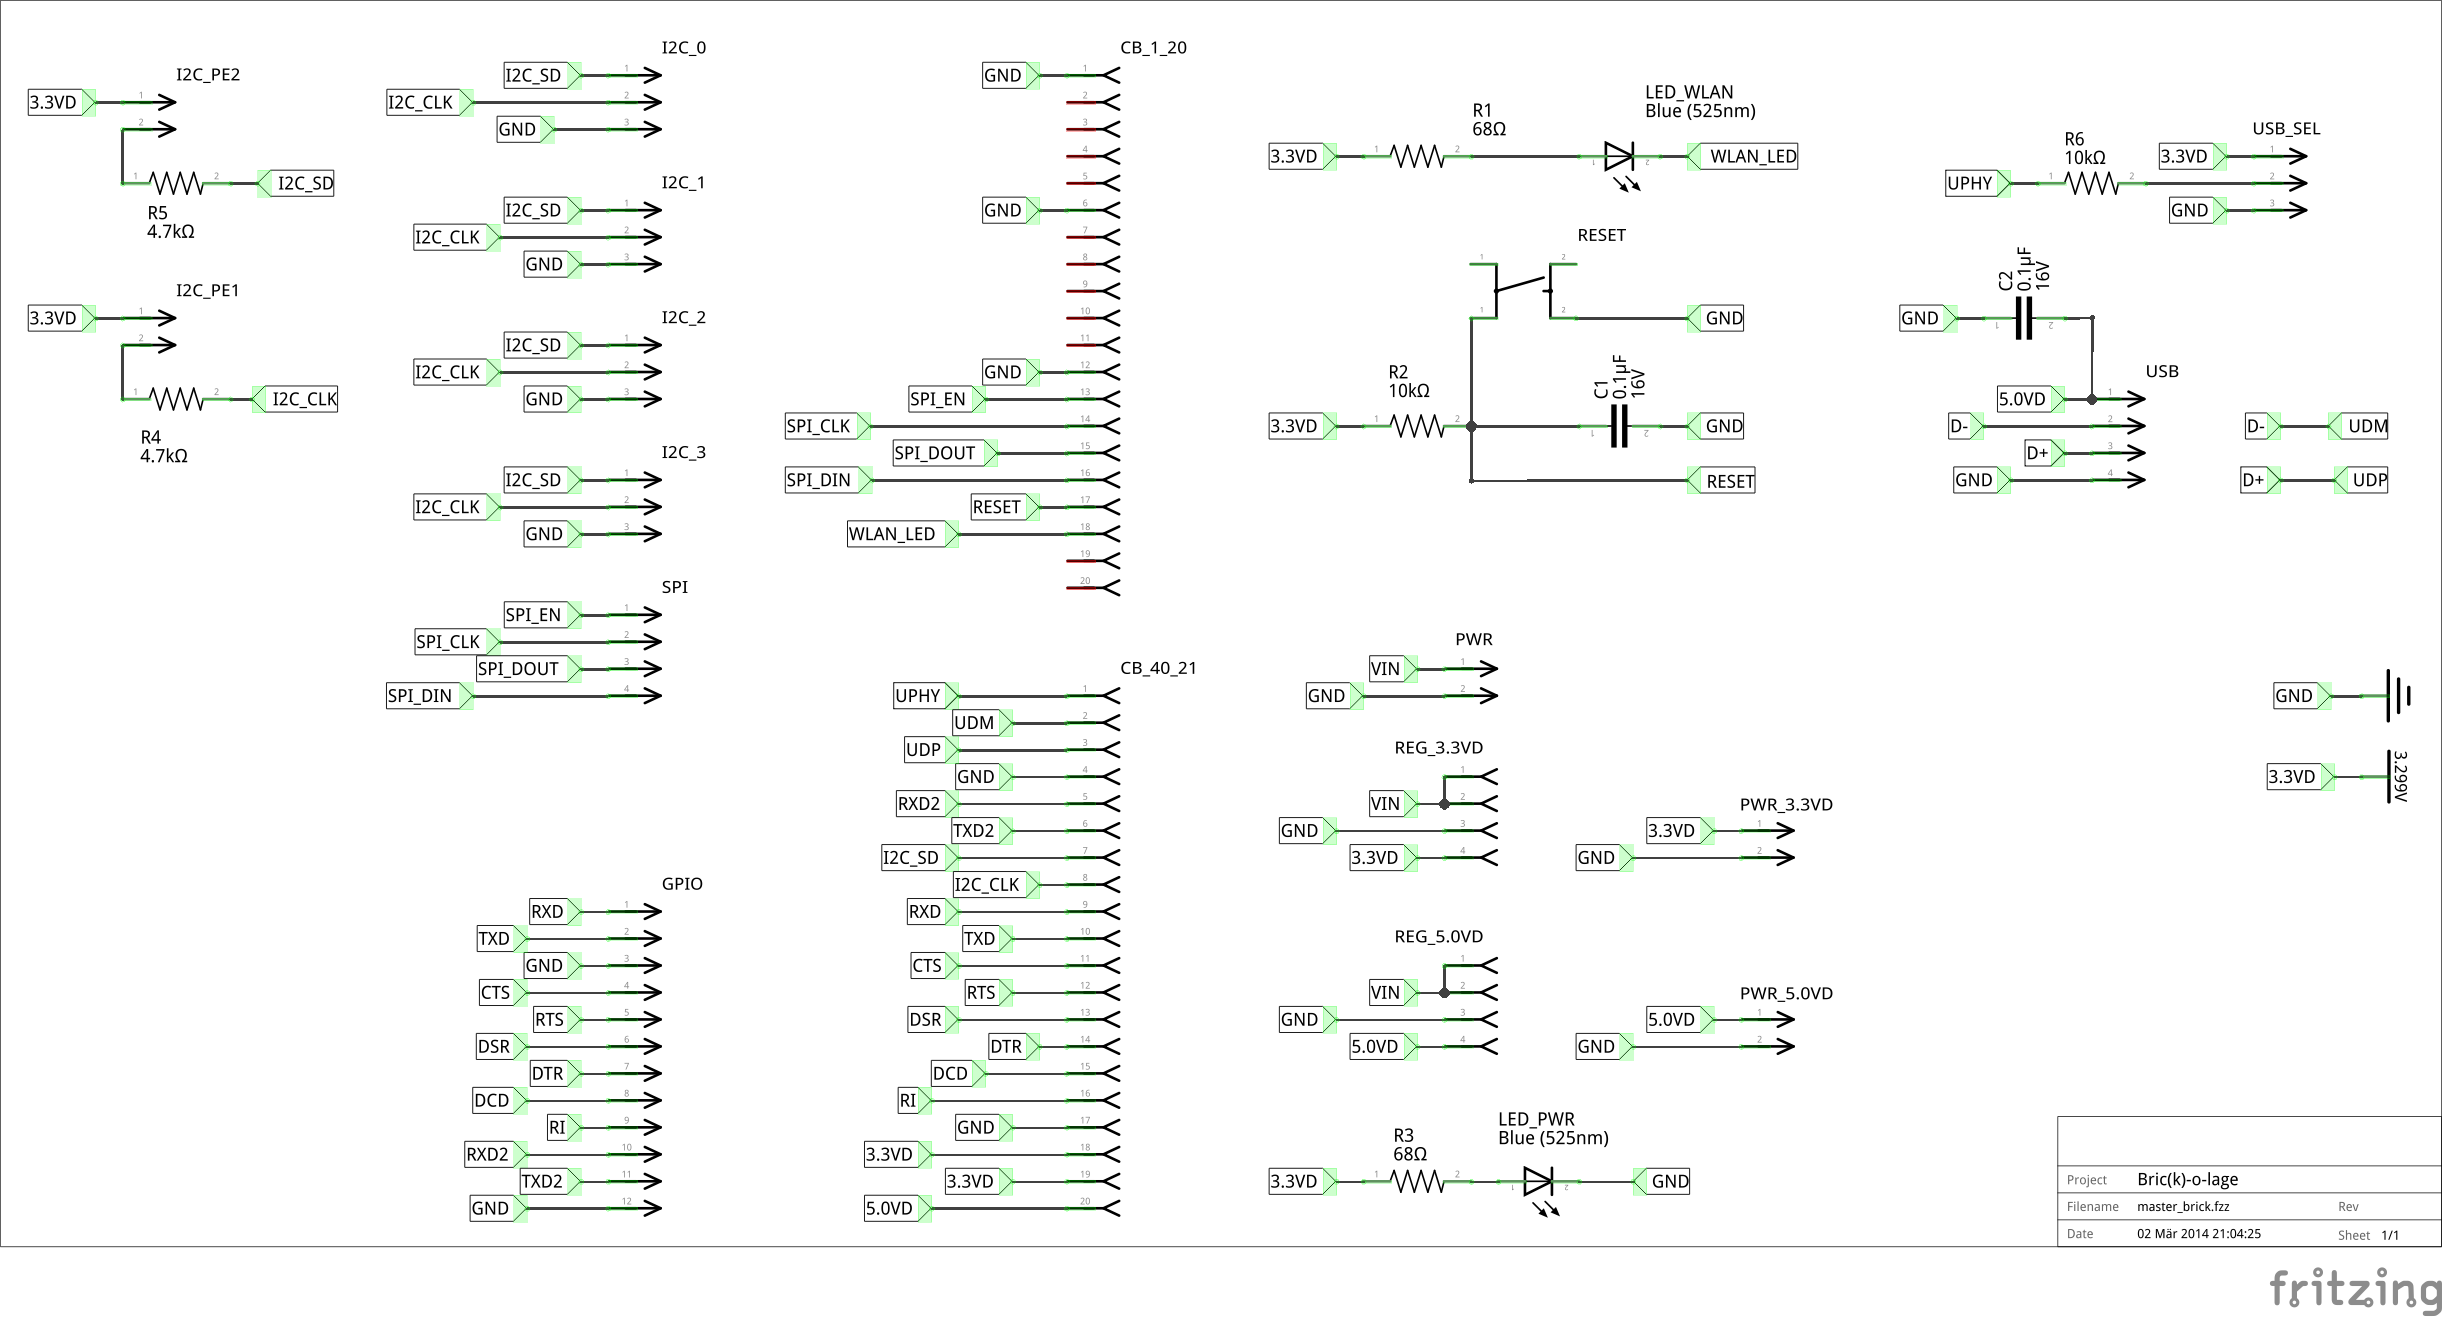 I2C_PE2
3.3VD 1
2
1 2 I2C_SD
R5
4.7kΩ
I2C_PE1
3.3VD 1
2
1 2 I2C_CLK
R4
4.7kΩ
I2C_0
I2C_SD 1
I2C_CLK 2
GND 3
I2C_1
I2C_SD 1
I2C_CLK 2
GND 3
I2C_2
I2C_SD 1
I2C_CLK 2
GND 3
I2C_3
I2C_SD 1
I2C_CLK 2
GND 3
SPI
SPI_EN 1
SPI_CLK 2
SPI_DOUT 3
SPI_DIN 4
GPIO
RXD 1
TXD 2
GND 3
CTS 4
RTS 5
DSR 6
DTR 7
DCD 8
RI 9
RXD2 10
TXD2 11
GND 12
CB_1_20
GND 1
2
3
4
5
GND 6
7
8
9
10
11
GND 12
SPI_EN 13
SPI_CLK 14
SPI_DOUT 15
SPI_DIN 16
RESET 17
WLAN_LED 18
19
20
CB_40_21
UPHY 1
UDM 2
UDP 3
GND 4
RXD2 5
TXD2 6
I2C_SD 7
I2C_CLK 8
RXD 9
TXD 10
CTS 11
RTS 12
DSR 13
DTR 14
DCD 15
RI 16
GND 17
3.3VD 18
3.3VD 19
5.0VD 20
R1
68Ω
LED_WLAN
Blue (525nm)
3.3VD 1 2 1 2 WLAN_LED
RESET
1 2
1 2 GND
R2
10kΩ
C1
0.1µF
16V
3.3VD 1 2 1 2 GND
RESET
PWR
VIN 1
GND 2
REG_3.3VD
1
VIN 2
GND 3
3.3VD 4
PWR_3.3VD
3.3VD 1
GND 2
REG_5.0VD
1
VIN 2
GND 3
5.0VD 4
PWR_5.0VD
5.0VD 1
GND 2
R3
68Ω
LED_PWR
Blue (525nm)
3.3VD 1 2 1 2 GND
R6
10kΩ
USB_SEL
3.3VD 1
UPHY 1 2 2
GND 3
C2
0.1µF
16V
GND 1 2
USB
5.0VD 1
D- 2
D+ 3
GND 4
D- UDM
D+ UDP
GND
3.3VD 3.299V
Project Bric(k)-o-lage
Filename master_brick.fzz Rev
Date 02 Mär 2014 21:04:25 Sheet 1/1
fritzing